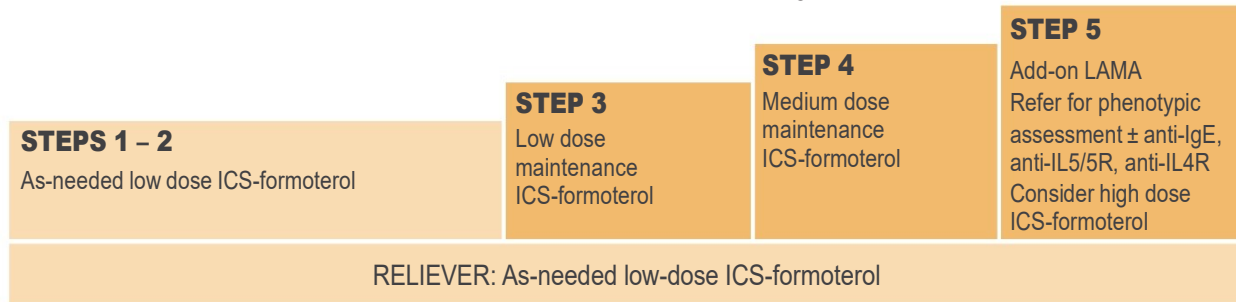 STEPS 1 – 2
As-needed low dose ICS-formoterol
STEP 3
Low dose
maintenance
ICS-formoterol
STEP 4
Medium dose
maintenance
ICS-formoterol
STEP 5
Add-on LAMA
Refer for phenotypic
assessment ± anti-IgE,
anti-IL5/5R, anti-IL4R
Consider high dose
ICS-formoterol
RELIEVER: As-needed low-dose ICS-formoterol